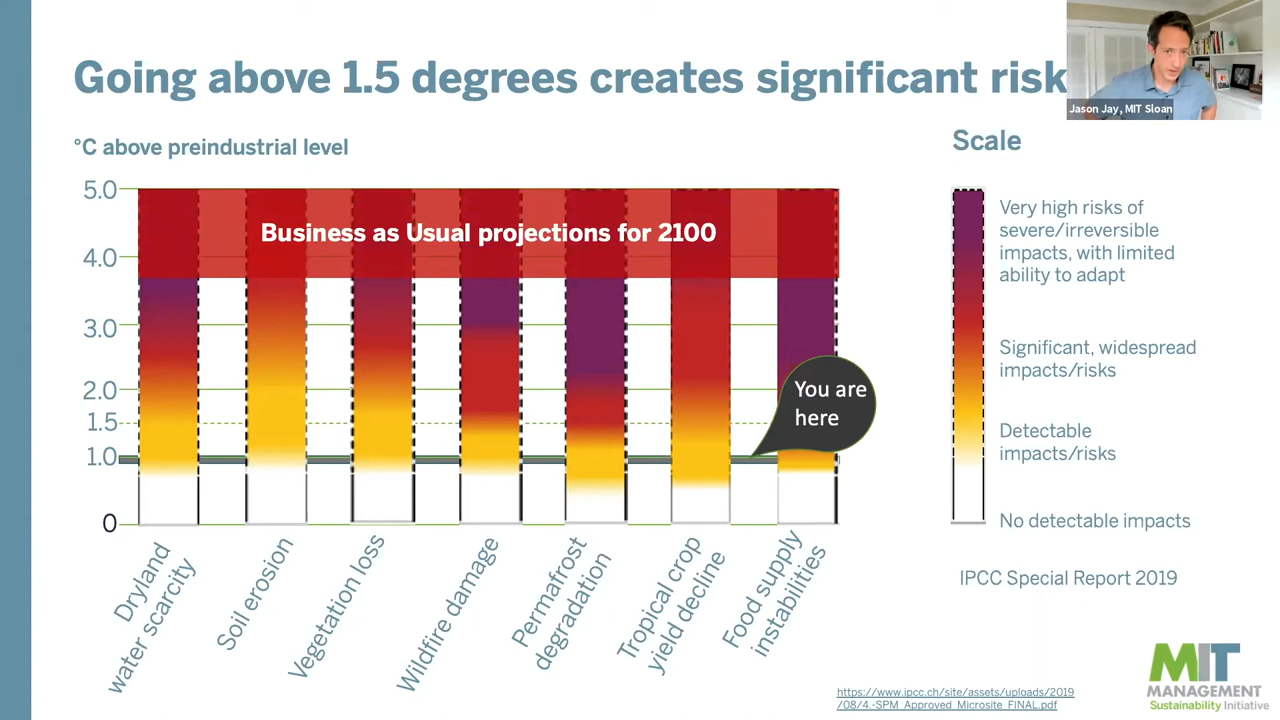 Going above 1.5 degrees creates significant risk
Jason Jay, MIT Sloan
°C above preindustrial level
Scale
5.0
4.0
3.0
2.0
1.5
1.0
0
Business as Usual projections for 2100
You are
here
Very high risks of
severe/irreversible
impacts, with limited
ability to adapt
Significant, widespread
impacts/risks
Detectable
impacts/risks
No detectable impacts
Dryland
water scarcity
Soil erosion
Vegetation loss
Wildfire damage
Permafrost
degradation
Tropical crop
yield decline
Food supply
instabilities
IPCC Special Report 2019
https://www.ipcc.ch/site/assets/uploads/2019
/08/4.-SPM_Approved_Microsite_FINAL.pdf
MIT
MANAGEMENT
Sustainability Initiative